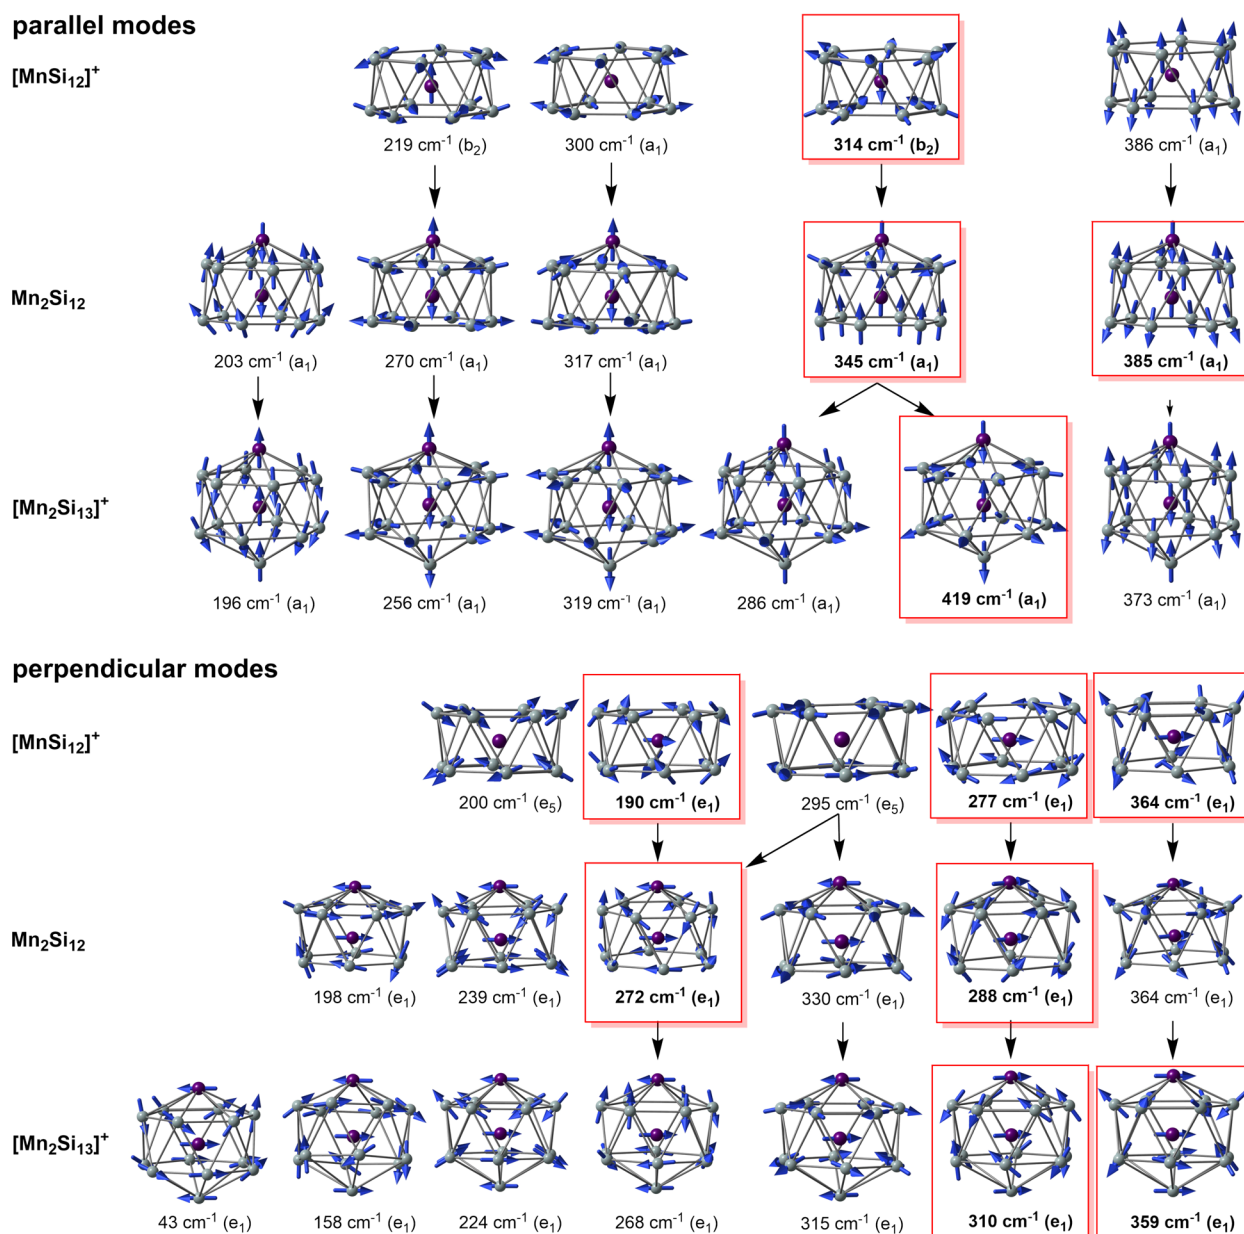 parallel modes
[MnSi₁₂]⁺
219 cm⁻¹ (b₂)
300 cm⁻¹ (a₁)
314 cm⁻¹ (b₂)
386 cm⁻¹ (a₁)
Mn₂Si₁₂
203 cm⁻¹ (a₁)
270 cm⁻¹ (a₁)
317 cm⁻¹ (a₁)
345 cm⁻¹ (a₁)
385 cm⁻¹ (a₁)
[Mn₂Si₁₃]⁺
196 cm⁻¹ (a₁)
256 cm⁻¹ (a₁)
319 cm⁻¹ (a₁)
286 cm⁻¹ (a₁)
419 cm⁻¹ (a₁)
373 cm⁻¹ (a₁)
perpendicular modes
[MnSi₁₂]⁺
200 cm⁻¹ (e₅)
190 cm⁻¹ (e₁)
295 cm⁻¹ (e₅)
277 cm⁻¹ (e₁)
364 cm⁻¹ (e₁)
Mn₂Si₁₂
198 cm⁻¹ (e₁)
239 cm⁻¹ (e₁)
272 cm⁻¹ (e₁)
330 cm⁻¹ (e₁)
288 cm⁻¹ (e₁)
364 cm⁻¹ (e₁)
[Mn₂Si₁₃]⁺
43 cm⁻¹ (e₁)
158 cm⁻¹ (e₁)
224 cm⁻¹ (e₁)
268 cm⁻¹ (e₁)
315 cm⁻¹ (e₁)
310 cm⁻¹ (e₁)
359 cm⁻¹ (e₁)